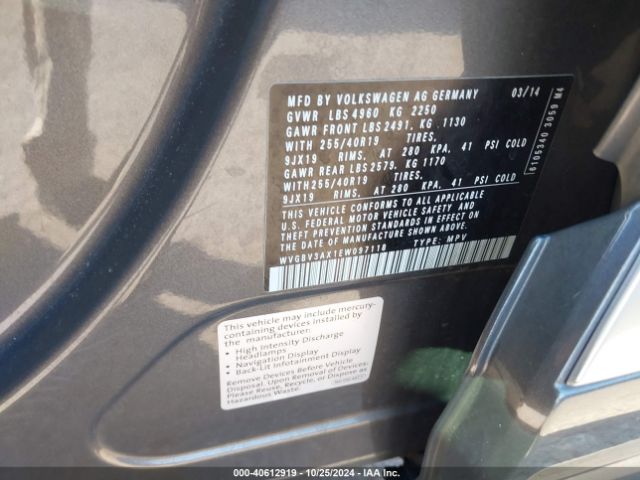 MFD BY VOLKSWAGEN AG GERMANY 03/14
GVWR LBS 4960 KG 2250
GAWR FRONT LBS 2491, KG 1130
WITH 255/40R19 TIRES.
9JX19 RIMS. AT 280 KPA, 41 PSI COLD
GAWR REAR LBS 2579, KG 1170
WITH 255/40R19 TIRES.
9JX19 RIMS. AT 280 KPA, 41 PSI COLD
THIS VEHICLE CONFORMS TO ALL APPLICABLE
U.S. FEDERAL MOTOR VEHICLE SAFETY AND
THEFT PREVENTION STANDARDS IN EFFECT ON
THE DATE OF MANUFACTURE SHOWN ABOVE
WVGBV3AX1EW097118 TYPE: MPV
6105340 3059 M4
This vehicle may include mercury-
containing devices installed by
the manufacturer:
• High Intensity Discharge
Headlamps
• Navigation Display
• Back-Lit Infotainment Display
Remove Devices Before Vehicle
Disposal. Upon Removal of Devices:
Please Reuse, Recycle, or Dispose as
Hazardous Waste.
000-40612919 - 10/25/2024 - COPYRIGHT IAA, LLC.